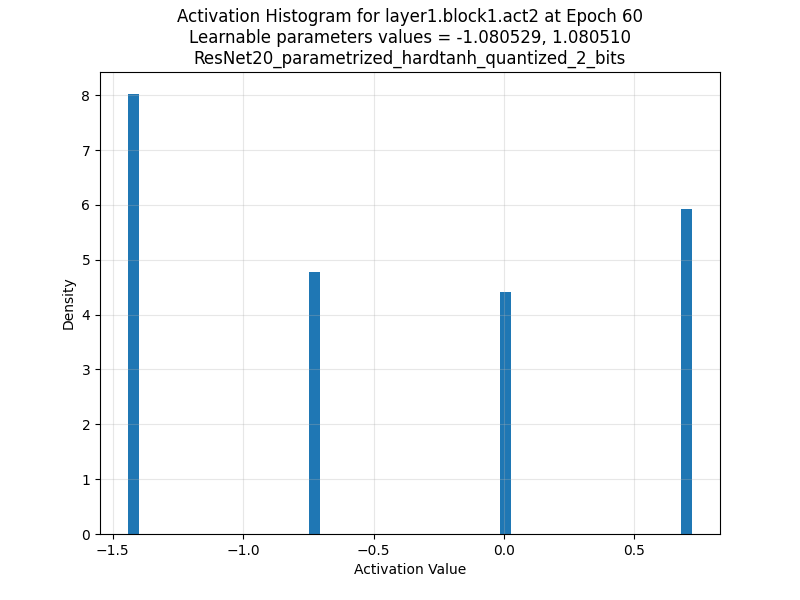 Activation Histogram for layer1.block1.act2 at Epoch 60
Learnable parameters values = -1.080529, 1.080510
ResNet20_parametrized_hardtanh_quantized_2_bits
8
7
6
5
4
3
2
1
0
Density
−1.5 −1.0 −0.5 0.0 0.5
Activation Value